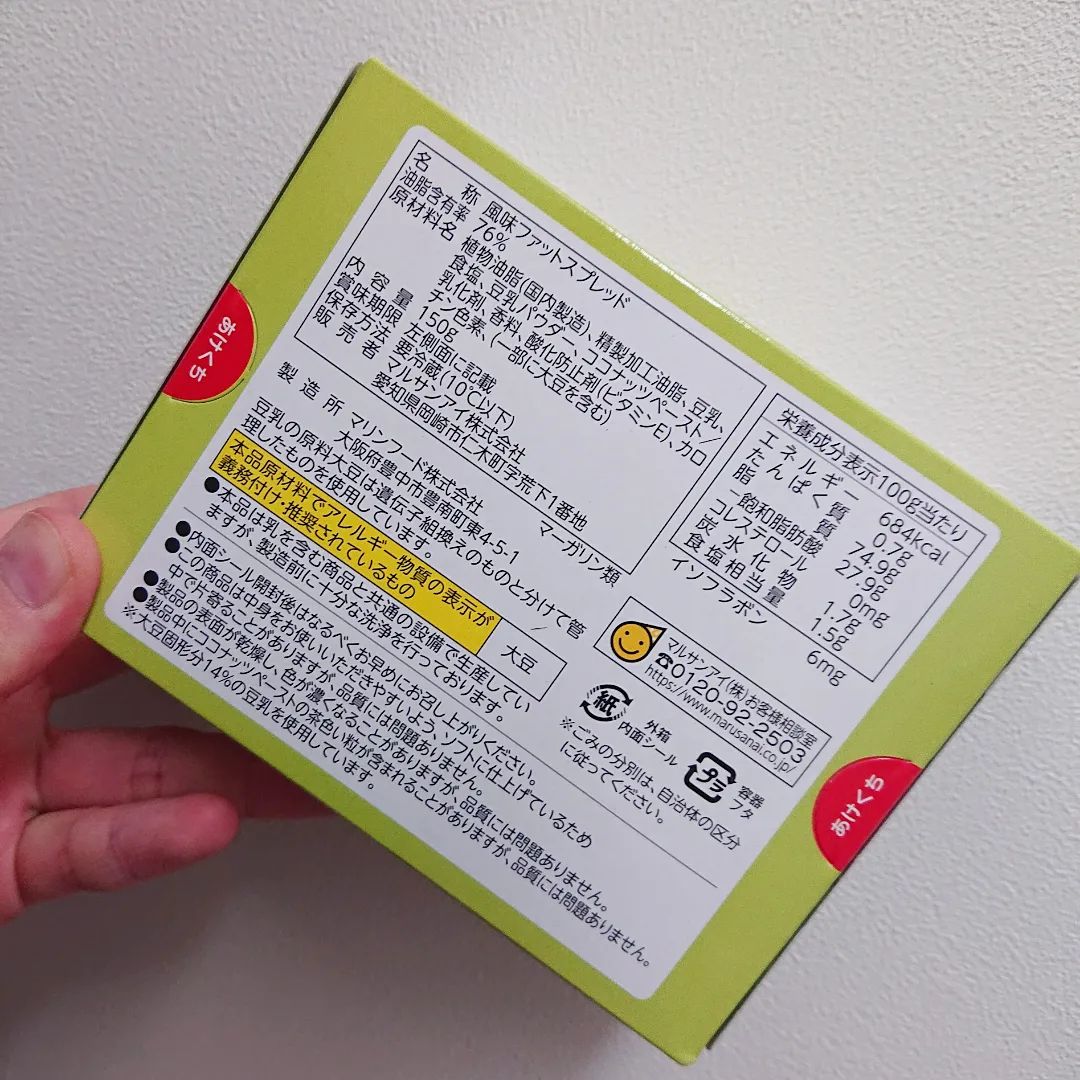 名称 風味ファットスプレッド
油脂含有率 76%
原材料名 植物油脂(国内製造)、精製加工油脂、豆乳、
食塩、豆乳パウダー、ココナッツペースト/
乳化剤、香料、酸化防止剤(ビタミンE)、カロ
チン色素、(一部に大豆を含む)
内容量 150g
賞味期限 左側面に記載
保存方法 要冷蔵(10℃以下)
販売者 マルサンアイ株式会社
愛知県岡崎市仁木町字荒下1番地
製造所 マリンフード株式会社 マーガリン類
大阪府豊中市豊南町東4-5-1
豆乳の原料大豆は遺伝子組換えのものと分けて管
理したものを使用しています。
本品原材料でアレルギー物質の表示が
義務付け・推奨されているもの
大豆
●本品は乳を含む商品と共通の設備で生産してい
ますが、製造前に十分な洗浄を行っております。
●内面シール開封後はなるべくお早めにお召し上がりください。
●この商品は中身をお使いいただきやすいよう、ソフトに仕上げているため
中で片寄ることがありますが、品質には問題ありません。
●製品の表面が乾燥し、色が濃くなることがありますが、品質には問題ありません。
●製品中にココナッツペーストの茶色い粒が含まれることがありますが、品質には問題ありません。
※大豆固形分14%の豆乳を使用しています。
栄養成分表示100g当たり
エネルギー 684kcal
たんぱく質 0.7g
脂質 74.9g
-飽和脂肪酸 27.9g
コレステロール 0mg
炭水化物 1.7g
食塩相当量 1.5g
イソフラボン 6mg
マルサンアイ(株)お客様相談室
☎0120-92-2503
https://www.marusanai.co.jp/
紙
外箱
内面シール
プラ
容器
フタ
※ごみの分別は、自治体の区分
に従ってください。
あけくち
あけくち